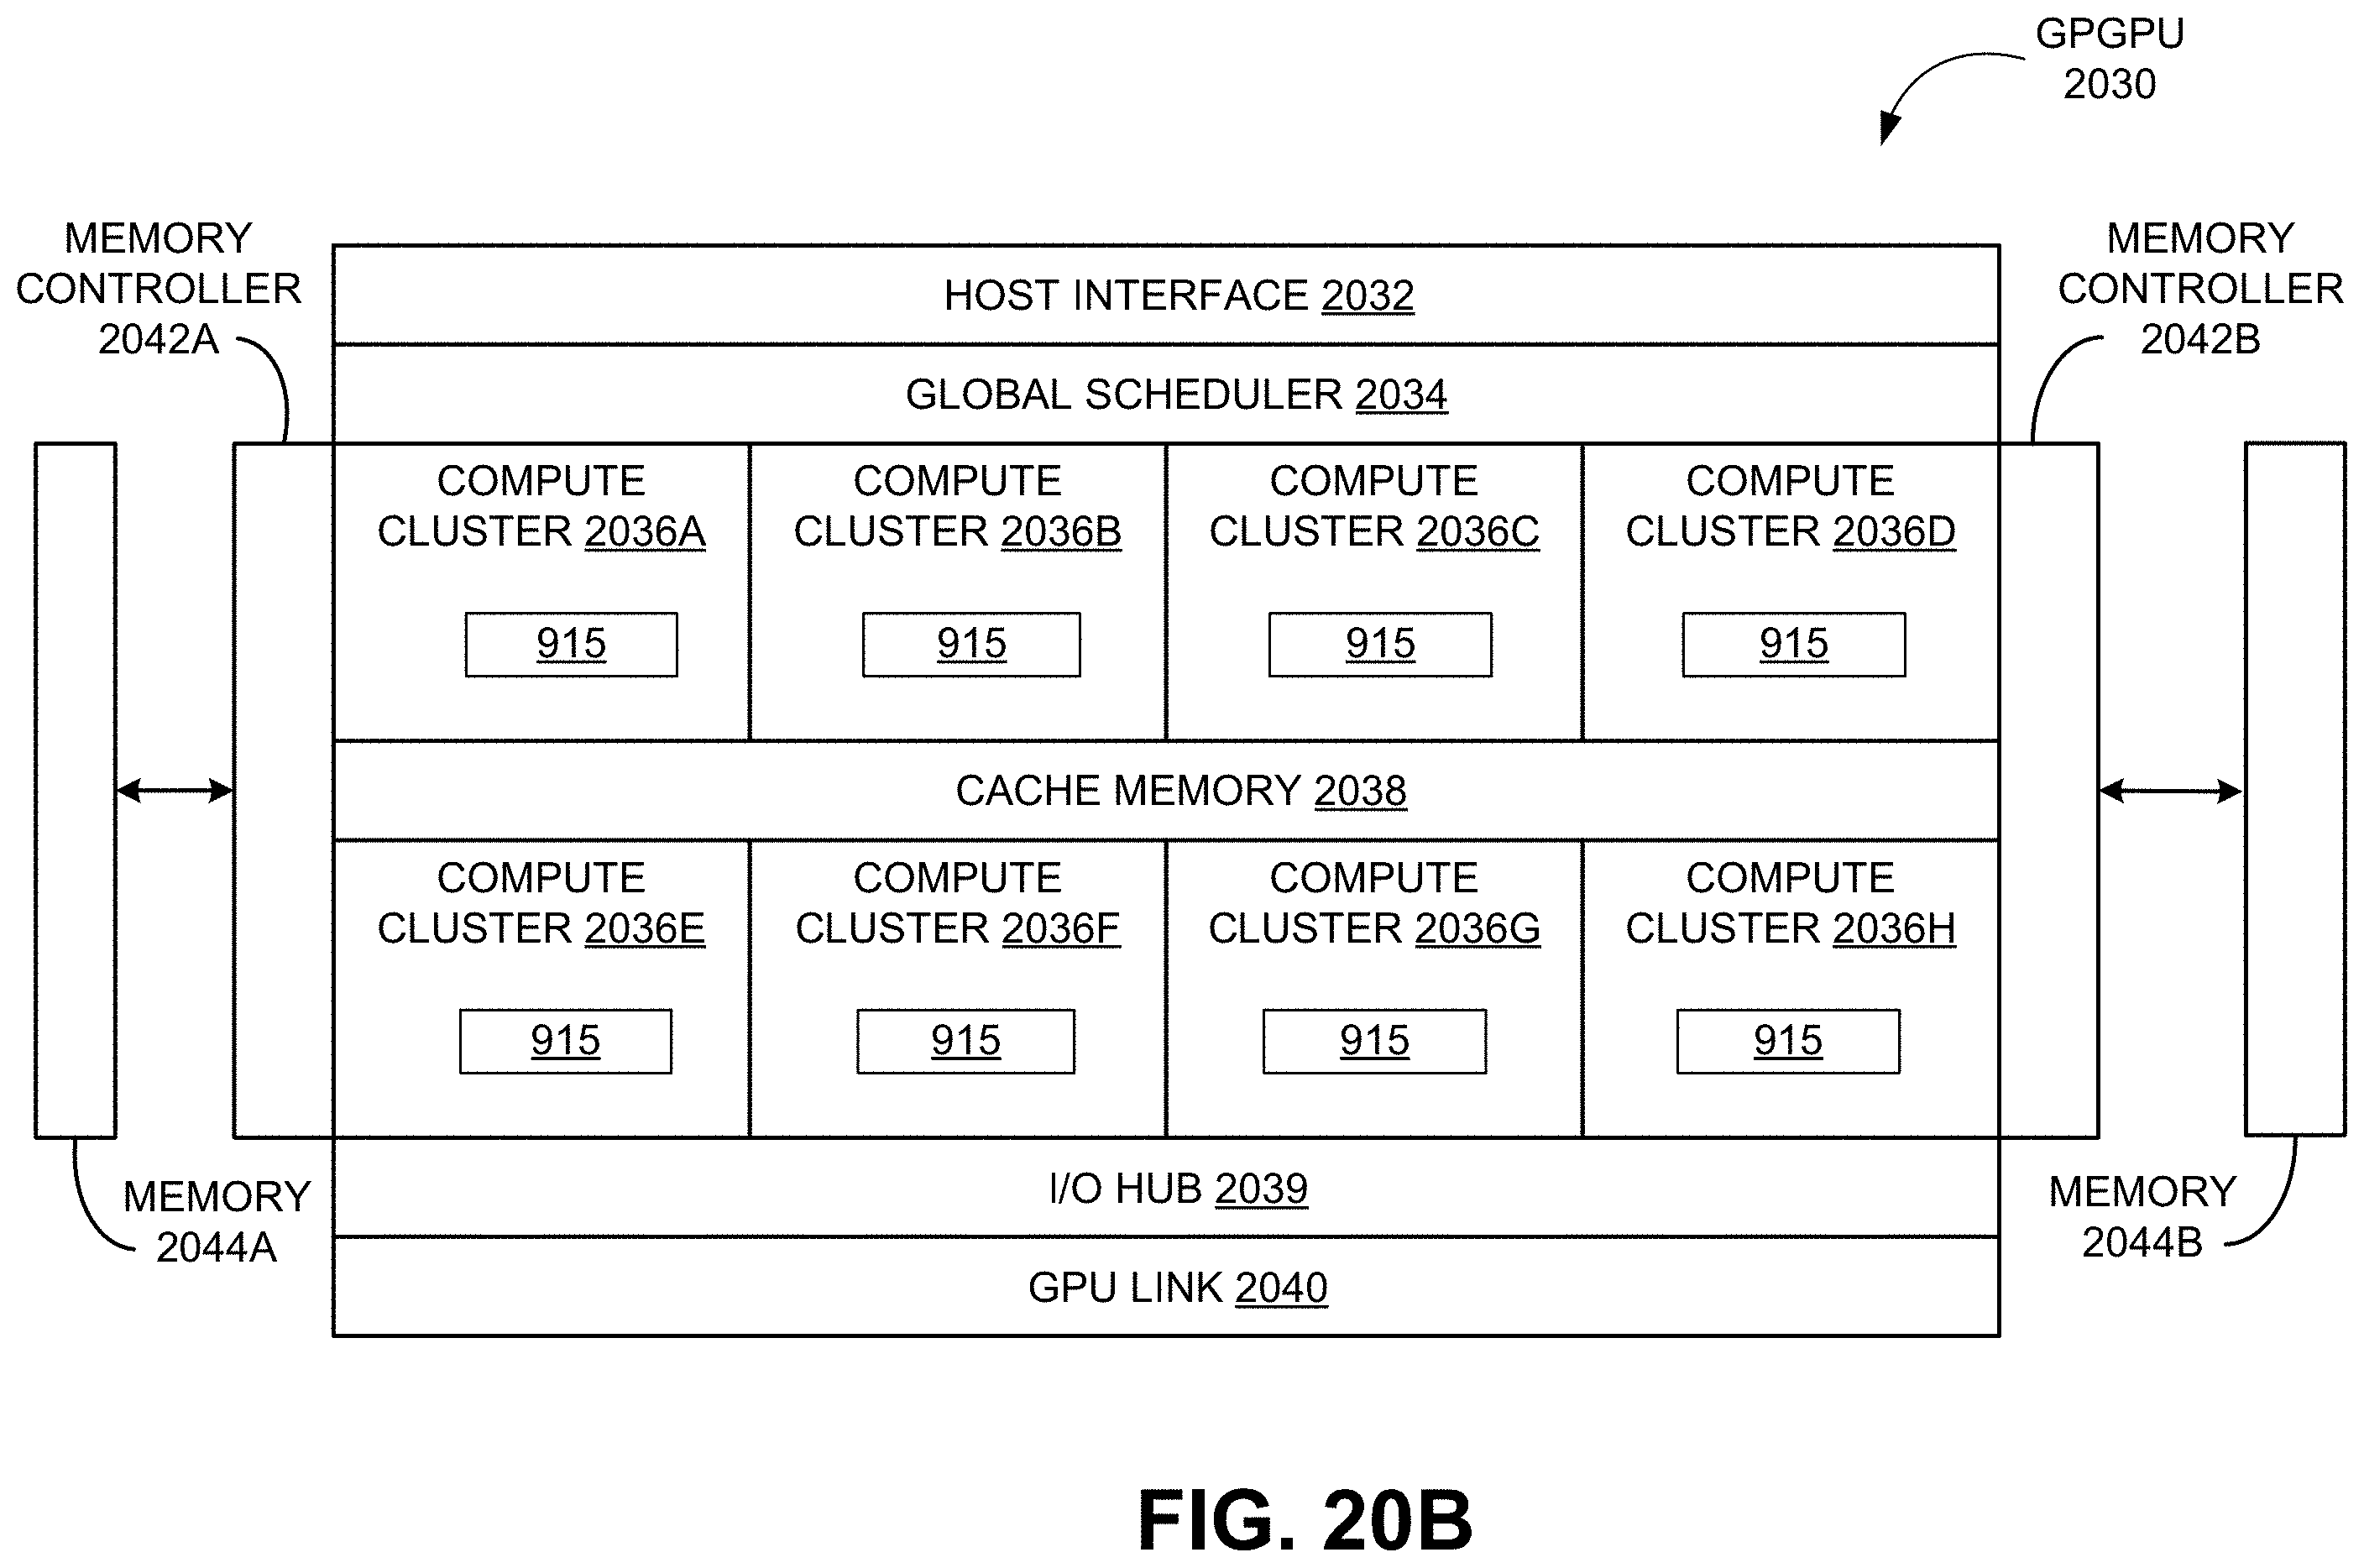 GPGPU
2030
MEMORY
CONTROLLER
2042A
MEMORY
CONTROLLER
2042B
HOST INTERFACE 2032
GLOBAL SCHEDULER 2034
COMPUTE
CLUSTER 2036A
915
COMPUTE
CLUSTER 2036B
915
COMPUTE
CLUSTER 2036C
915
COMPUTE
CLUSTER 2036D
915
CACHE MEMORY 2038
COMPUTE
CLUSTER 2036E
915
COMPUTE
CLUSTER 2036F
915
COMPUTE
CLUSTER 2036G
915
COMPUTE
CLUSTER 2036H
915
MEMORY
2044A
I/O HUB 2039
MEMORY
2044B
GPU LINK 2040
FIG. 20B